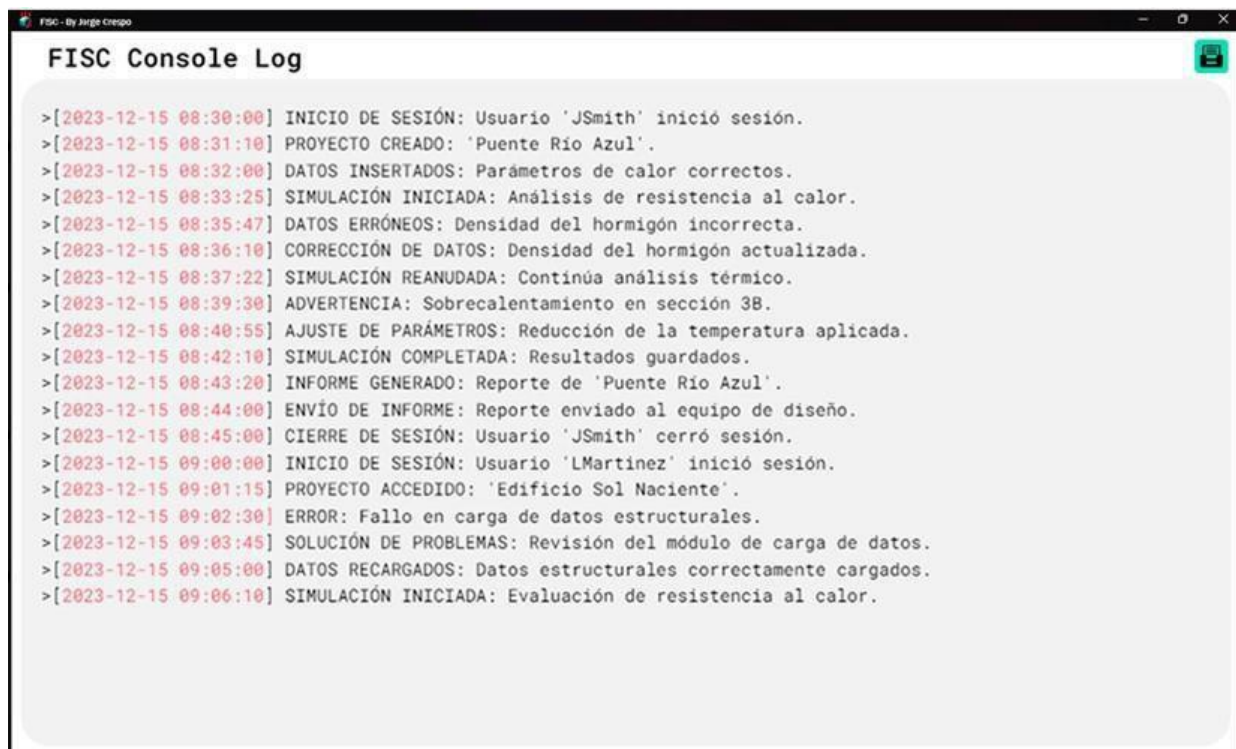 FISC - By Jorge Crespo
FISC Console Log
>[2023-12-15 08:30:00] INICIO DE SESIÓN: Usuario 'JSmith' inició sesión.
>[2023-12-15 08:31:10] PROYECTO CREADO: 'Puente Río Azul'.
>[2023-12-15 08:32:00] DATOS INSERTADOS: Parámetros de calor correctos.
>[2023-12-15 08:33:25] SIMULACIÓN INICIADA: Análisis de resistencia al calor.
>[2023-12-15 08:35:47] DATOS ERRÓNEOS: Densidad del hormigón incorrecta.
>[2023-12-15 08:36:10] CORRECCIÓN DE DATOS: Densidad del hormigón actualizada.
>[2023-12-15 08:37:22] SIMULACIÓN REANUDADA: Continúa análisis térmico.
>[2023-12-15 08:39:30] ADVERTENCIA: Sobrecalentamiento en sección 3B.
>[2023-12-15 08:40:55] AJUSTE DE PARÁMETROS: Reducción de la temperatura aplicada.
>[2023-12-15 08:42:10] SIMULACIÓN COMPLETADA: Resultados guardados.
>[2023-12-15 08:43:20] INFORME GENERADO: Reporte de 'Puente Río Azul'.
>[2023-12-15 08:44:00] ENVÍO DE INFORME: Reporte enviado al equipo de diseño.
>[2023-12-15 08:45:00] CIERRE DE SESIÓN: Usuario 'JSmith' cerró sesión.
>[2023-12-15 09:00:00] INICIO DE SESIÓN: Usuario 'LMartinez' inició sesión.
>[2023-12-15 09:01:15] PROYECTO ACCEDIDO: 'Edificio Sol Naciente'.
>[2023-12-15 09:02:30] ERROR: Fallo en carga de datos estructurales.
>[2023-12-15 09:03:45] SOLUCIÓN DE PROBLEMAS: Revisión del módulo de carga de datos.
>[2023-12-15 09:05:00] DATOS RECARGADOS: Datos estructurales correctamente cargados.
>[2023-12-15 09:06:10] SIMULACIÓN INICIADA: Evaluación de resistencia al calor.